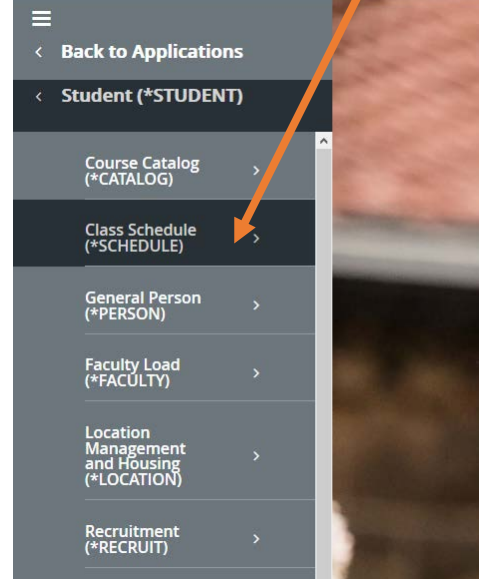 Back to Applications
Student (*STUDENT)
Course Catalog
(*CATALOG)
Class Schedule
(*SCHEDULE)
General Person
(*PERSON)
Faculty Load
(*FACULTY)
Location
Management
and Housing
(*LOCATION)
Recruitment
(*RECRUIT)